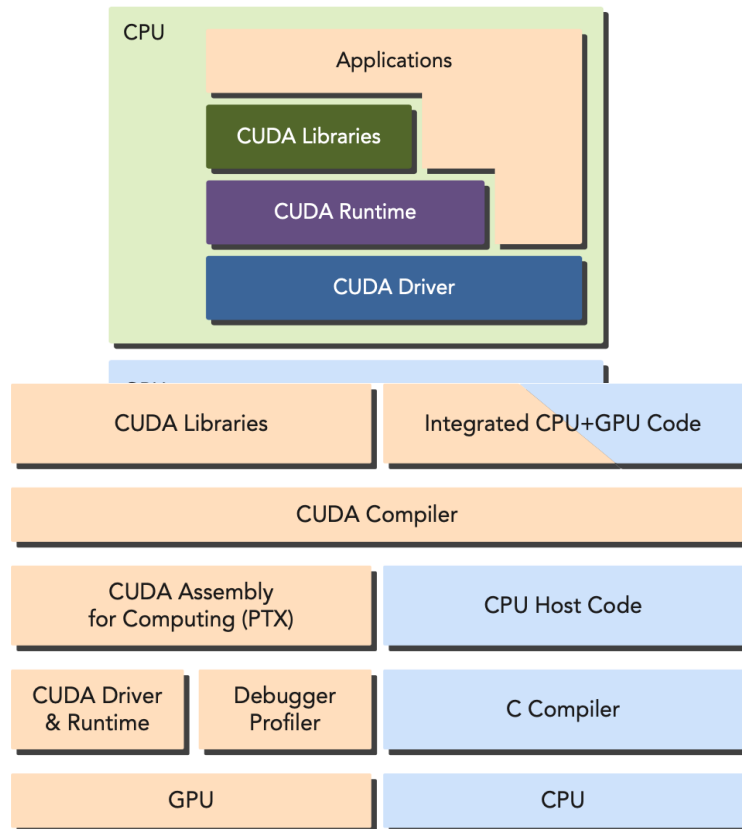 CPU
Applications
CUDA Libraries
CUDA Runtime
CUDA Driver
CUDA Libraries
Integrated CPU+GPU Code
CUDA Compiler
CUDA Assembly
for Computing (PTX)
CPU Host Code
CUDA Driver
& Runtime
Debugger
Profiler
C Compiler
GPU
CPU